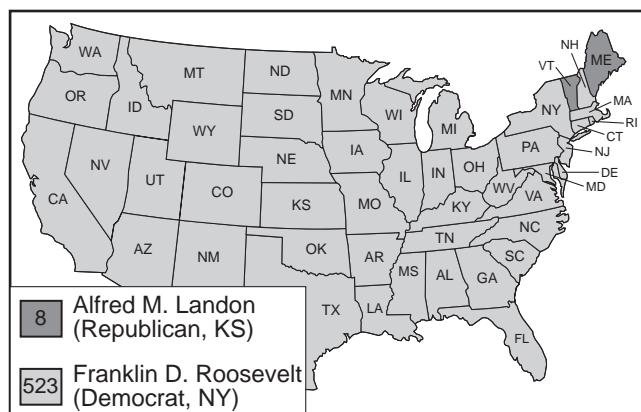 WA
OR
CA
NV
ID
MT
WY
UT
AZ
CO
NM
ND
SD
NE
KS
OK
TX
MN
IA
MO
AR
LA
WI
IL
MS
MI
IN
OH
KY
TN
AL
GA
FL
SC
NC
VA
WV
PA
NY
VT
NH
ME
MA
RI
CT
NJ
DE
MD
8 Alfred M. Landon
(Republican, KS)
523 Franklin D. Roosevelt
(Democrat, NY)